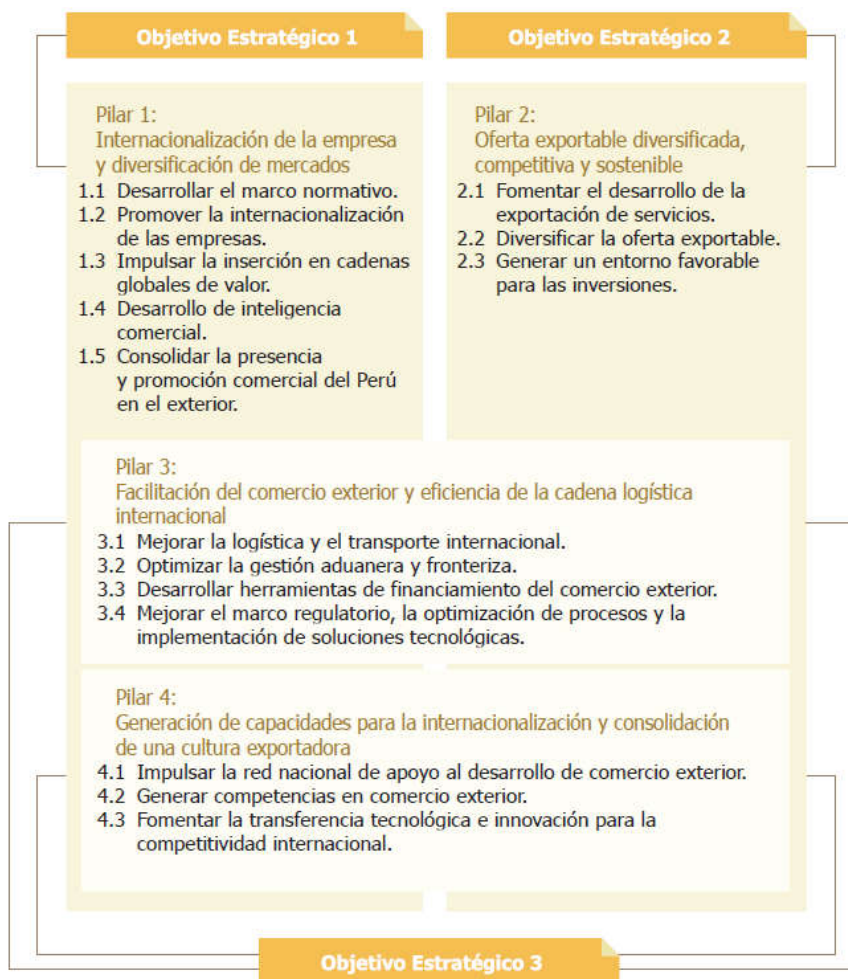 Objetivo Estratégico 1
Objetivo Estratégico 2
Pilar 1:
Internacionalización de la empresa
y diversificación de mercados
1.1 Desarrollar el marco normativo.
1.2 Promover la internacionalización
de las empresas.
1.3 Impulsar la inserción en cadenas
globales de valor.
1.4 Desarrollo de inteligencia
comercial.
1.5 Consolidar la presencia
y promoción comercial del Perú
en el exterior.
Pilar 2:
Oferta exportable diversificada,
competitiva y sostenible
2.1 Fomentar el desarrollo de la
exportación de servicios.
2.2 Diversificar la oferta exportable.
2.3 Generar un entorno favorable
para las inversiones.
Pilar 3:
Facilitación del comercio exterior y eficiencia de la cadena logística
internacional
3.1 Mejorar la logística y el transporte internacional.
3.2 Optimizar la gestión aduanera y fronteriza.
3.3 Desarrollar herramientas de financiamiento del comercio exterior.
3.4 Mejorar el marco regulatorio, la optimización de procesos y la
implementación de soluciones tecnológicas.
Pilar 4:
Generación de capacidades para la internacionalización y consolidación
de una cultura exportadora
4.1 Impulsar la red nacional de apoyo al desarrollo de comercio exterior.
4.2 Generar competencias en comercio exterior.
4.3 Fomentar la transferencia tecnológica e innovación para la
competitividad internacional.
Objetivo Estratégico 3